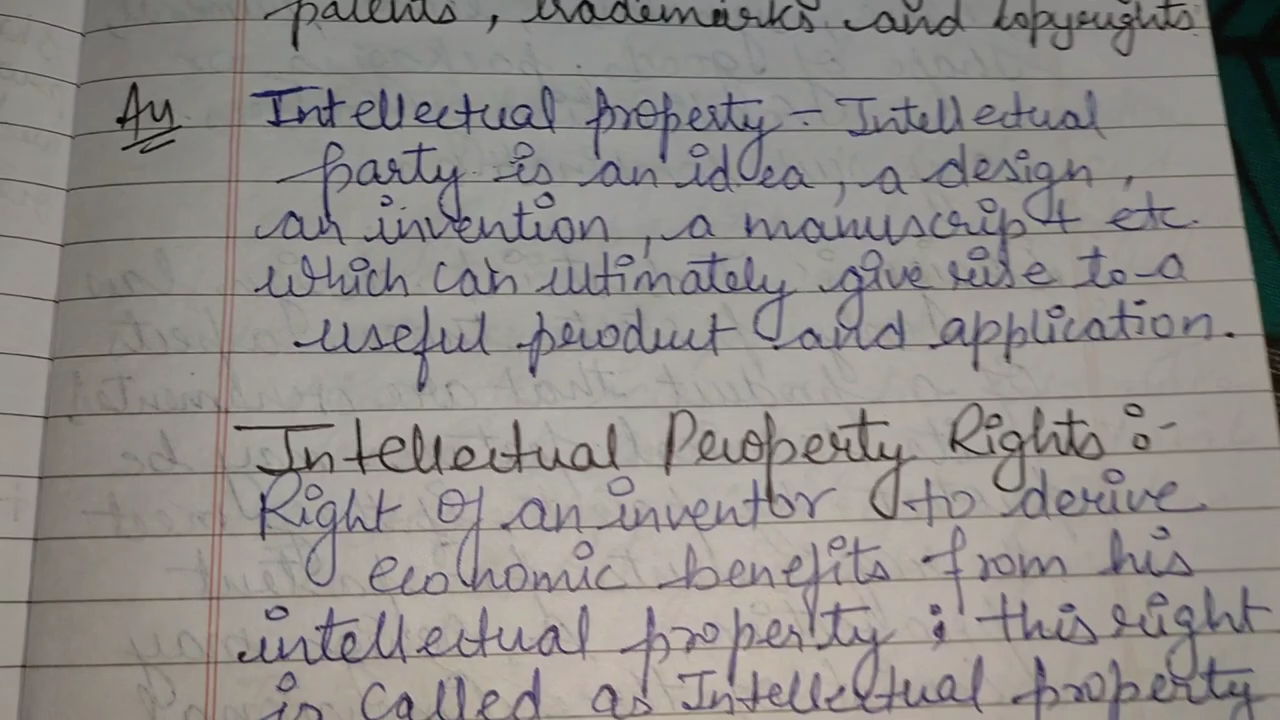 patents, trademarks and copyrights
Ay Intellectual property - Intellectual
party is an idea, a design,
an invention, a manuscript etc.
which can ultimately give rise to a
useful product and application.
Intellectual Property Rights :-
Right of an inventor to derive
economic benefits from his
intellectual property ; this right
is called as Intellectual property